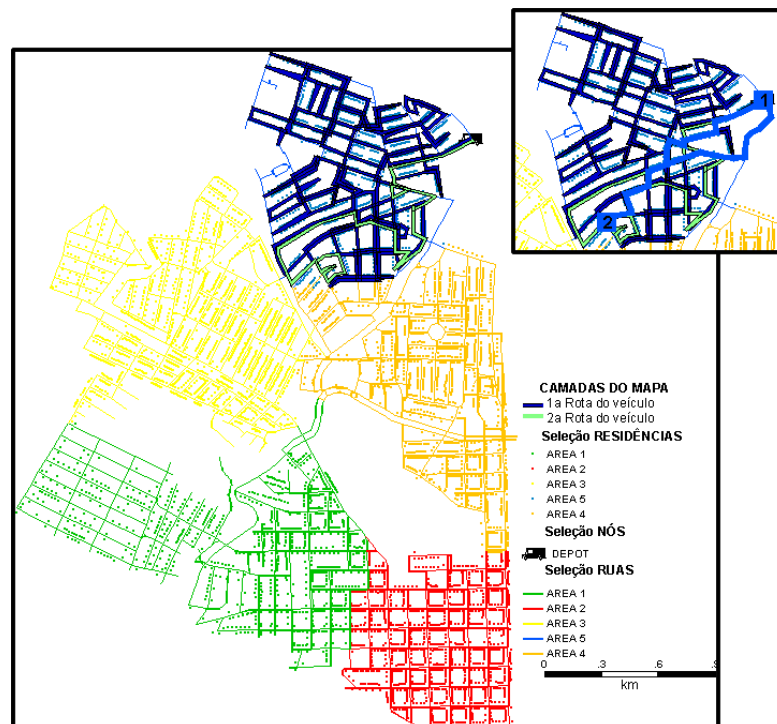 1
2
CAMADAS DO MAPA
1a Rota do veículo
2a Rota do veículo
Seleção RESIDÊNCIAS
AREA 1
AREA 2
AREA 3
AREA 5
AREA 4
Seleção NÓS
DEPOT
Seleção RUAS
AREA 1
AREA 2
AREA 3
AREA 5
AREA 4
0 .3 .6
km